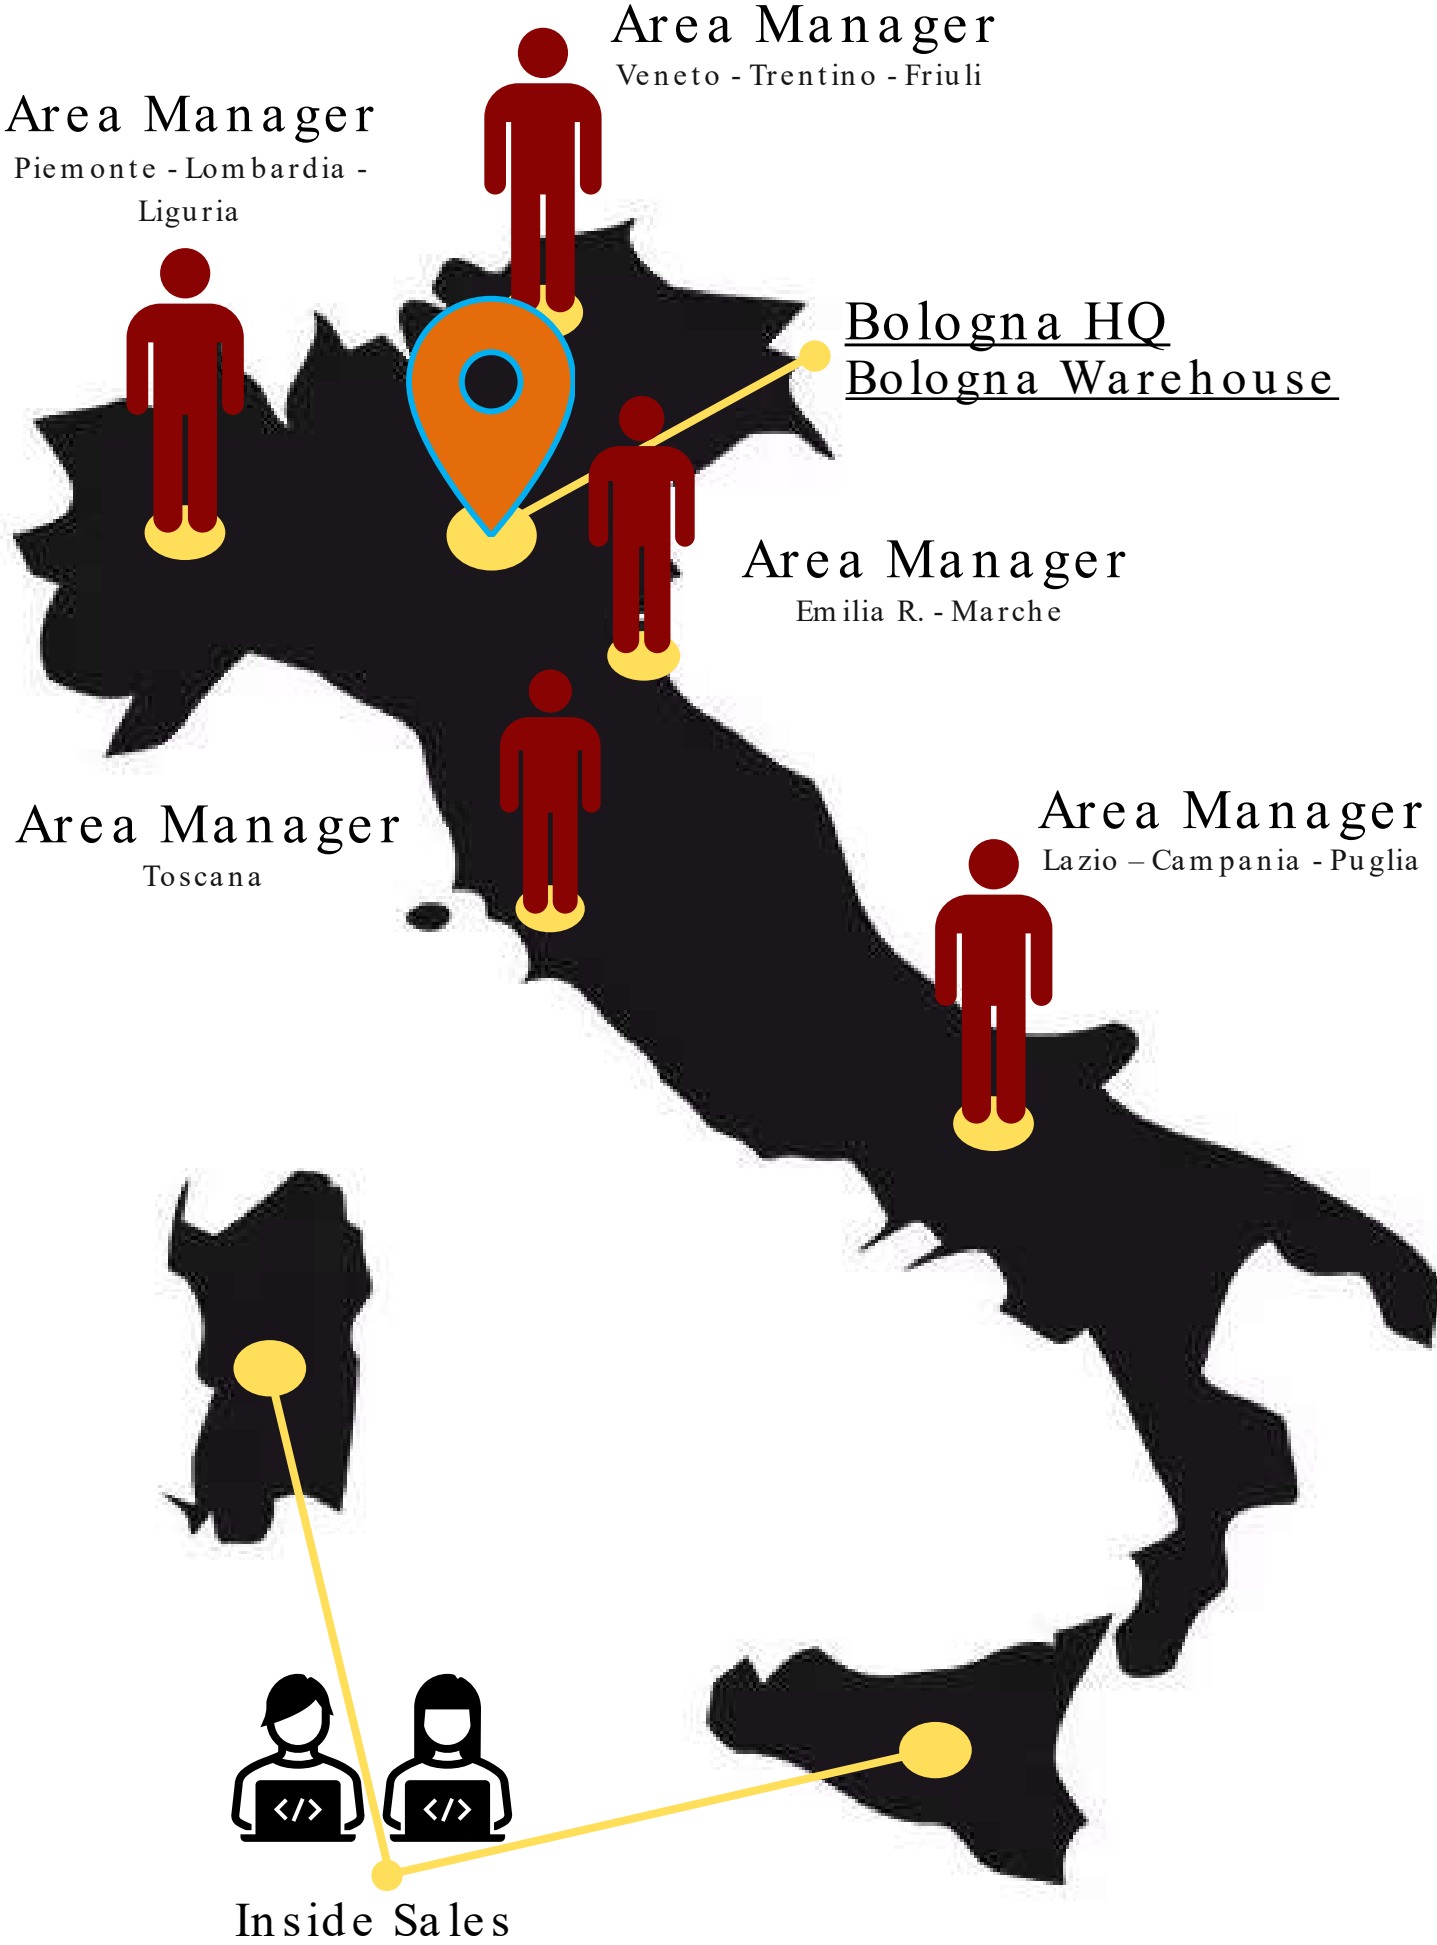 Area Manager
Veneto - Trentino - Friuli
Area Manager
Piemonte - Lombardia -
Liguria
Bologna HQ
Bologna Warehouse
Area Manager
Emilia R. - Marche
Area Manager
Toscana
Area Manager
Lazio – Campania - Puglia
</>
</>
Inside Sales